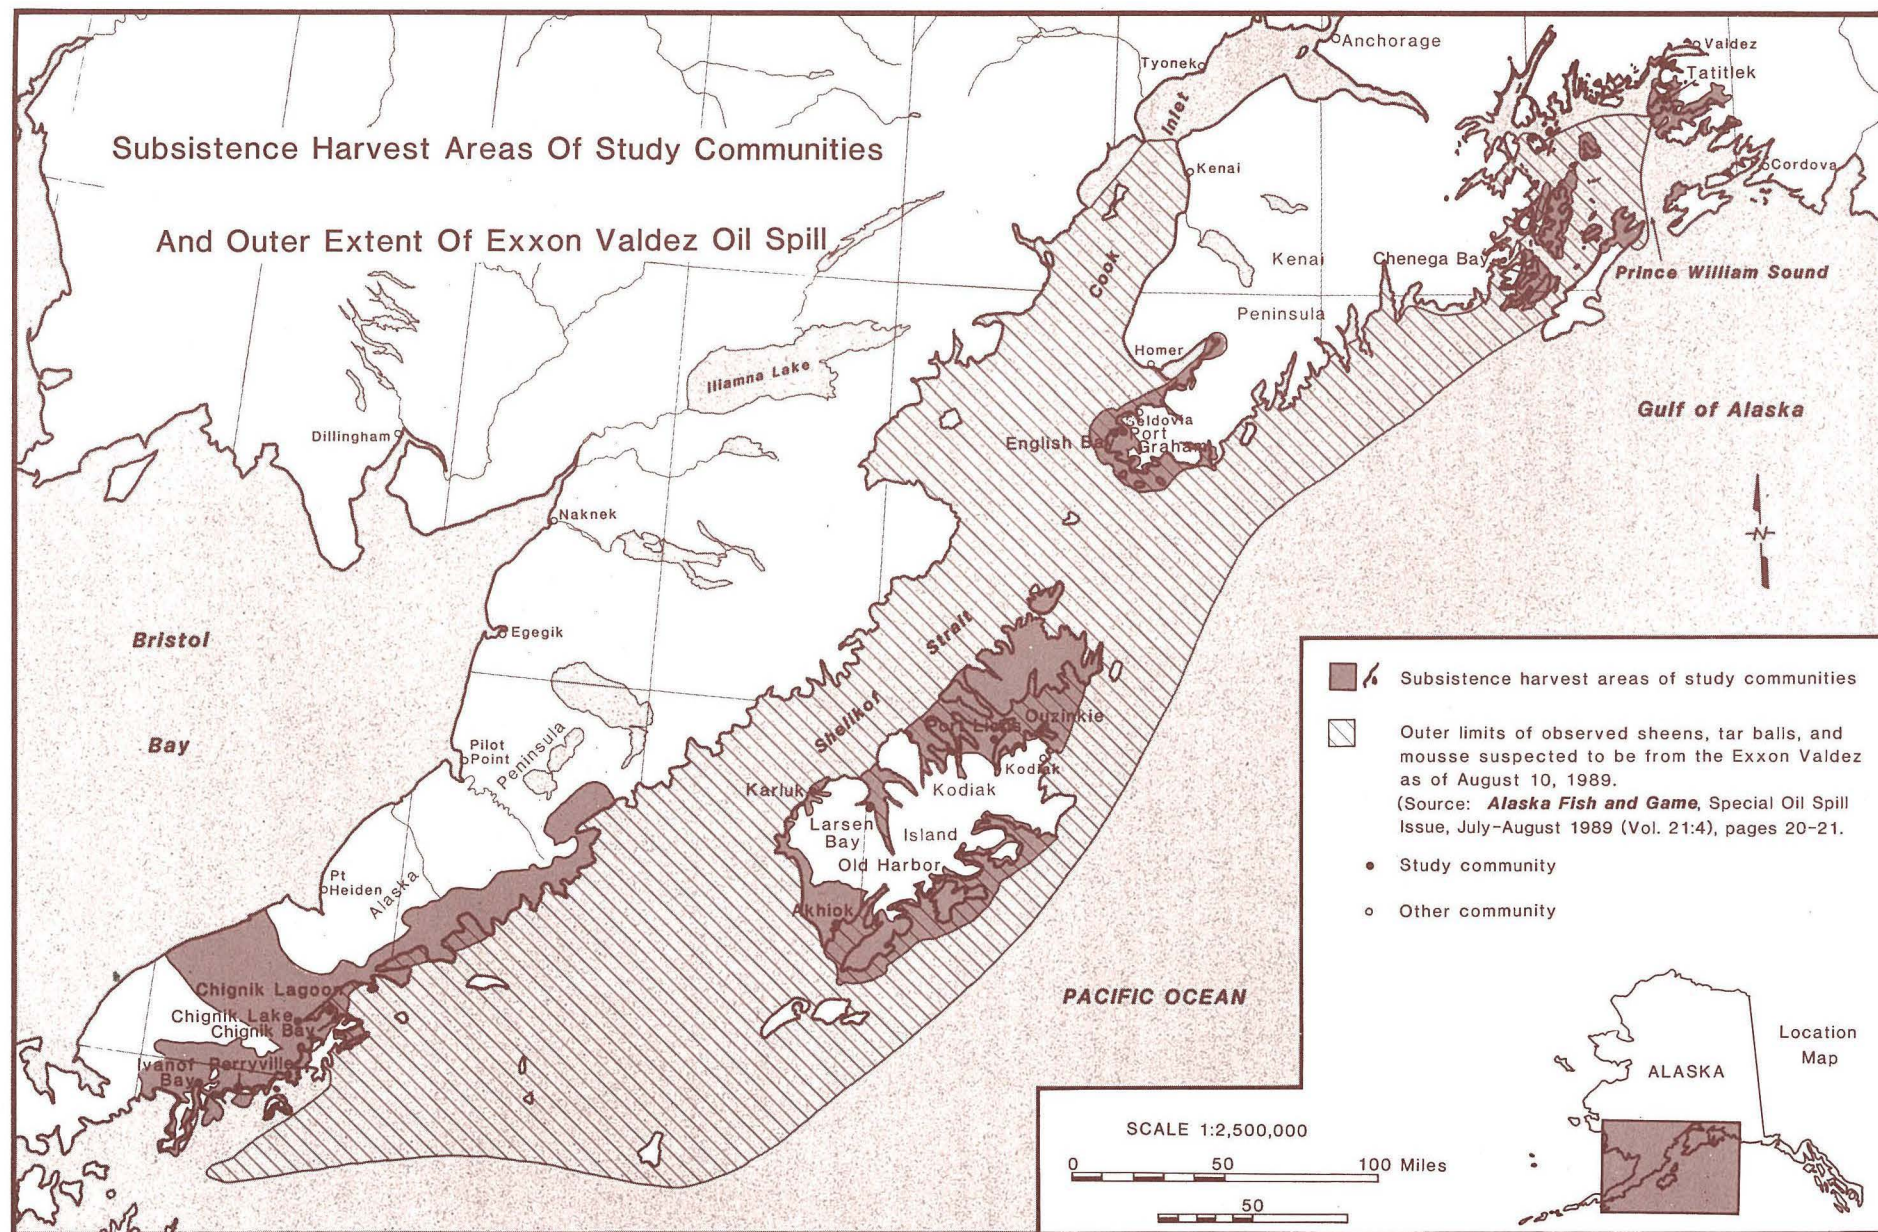 Subsistence Harvest Areas Of Study Communities
And Outer Extent Of Exxon Valdez Oil Spill
Anchorage
Tyonek
Valdez
Tatitlek
Inlet
Kenai
Cordova
Cook
Kenai
Chenega Bay
Prince William Sound
Peninsula
Homer
Iliamna Lake
Gulf of Alaska
Dillingham
Seldovia
English Bay
Port
Graham
Naknek
N
Egegik
Bristol
Bay
Strait
Shelikof
Port Lions
Ouzinkie
Pilot
Point
Peninsula
Kodiak
Karluk
Kodiak
Larsen
Bay
Island
Old Harbor
Pt
Heiden
Alaska
Akhiok
PACIFIC OCEAN
Chignik Lagoon
Chignik Lake
Chignik Bay
Ivanof
Bay
Perryville
Subsistence harvest areas of study communities
Outer limits of observed sheens, tar balls, and
mousse suspected to be from the Exxon Valdez
as of August 10, 1989.
(Source: Alaska Fish and Game, Special Oil Spill
Issue, July-August 1989 (Vol. 21:4), pages 20-21.
Study community
Other community
Location
Map
ALASKA
SCALE 1:2,500,000
0 50 100 Miles
50